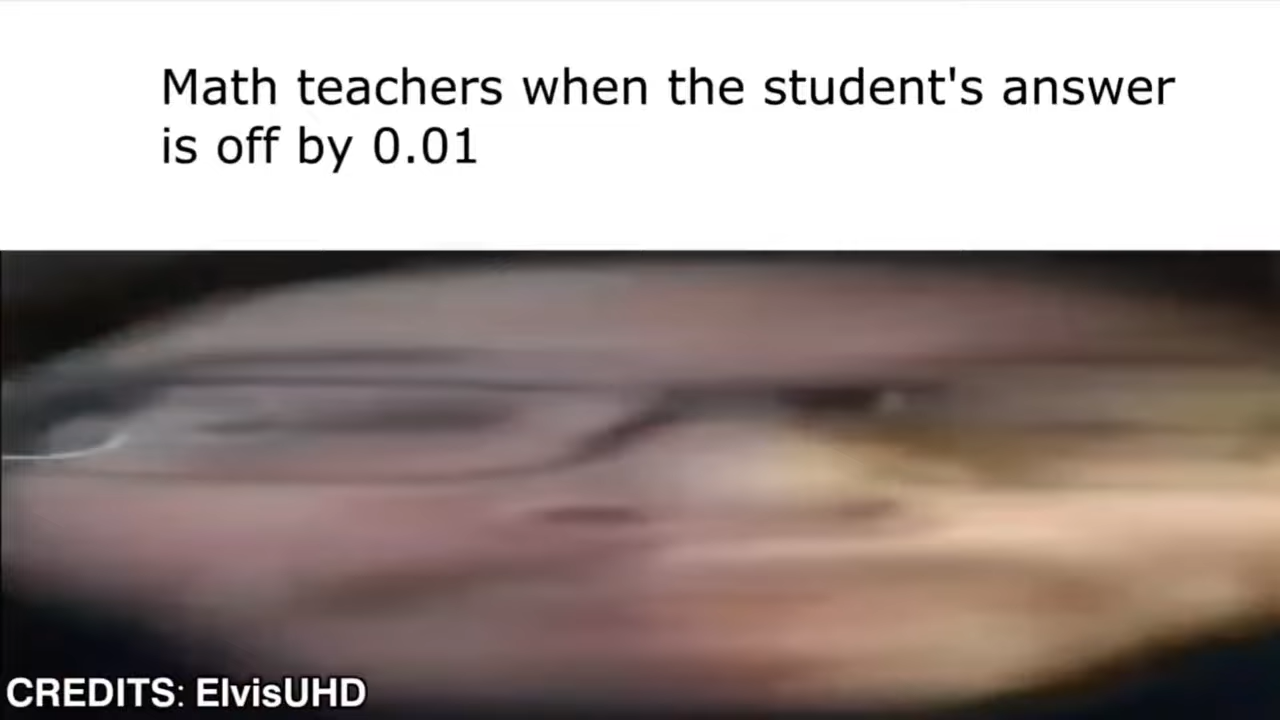 Math teachers when the student's answer
is off by 0.01
CREDITS: ElvisUHD